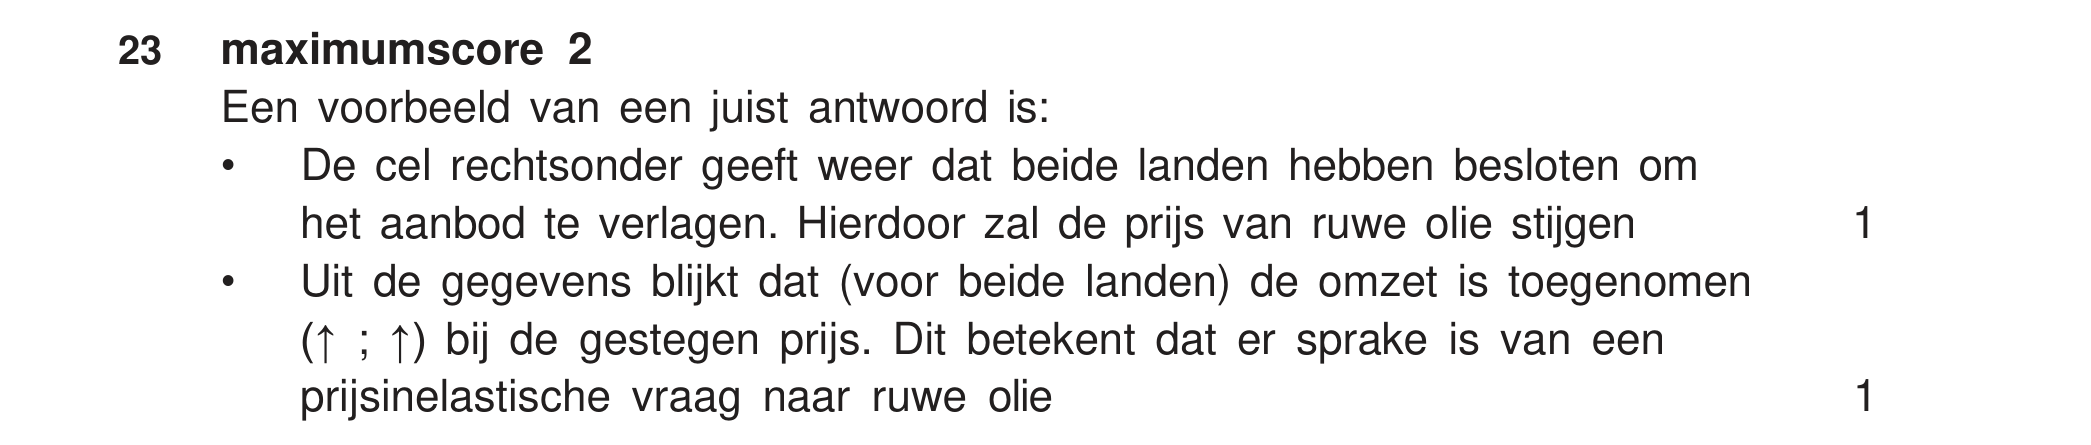 23 maximumscore 2
Een voorbeeld van een juist antwoord is:
• De cel rechtsonder geeft weer dat beide landen hebben besloten om
het aanbod te verlagen. Hierdoor zal de prijs van ruwe olie stijgen 1
• Uit de gegevens blijkt dat (voor beide landen) de omzet is toegenomen
(↑ ; ↑) bij de gestegen prijs. Dit betekent dat er sprake is van een
prijsinelastische vraag naar ruwe olie 1